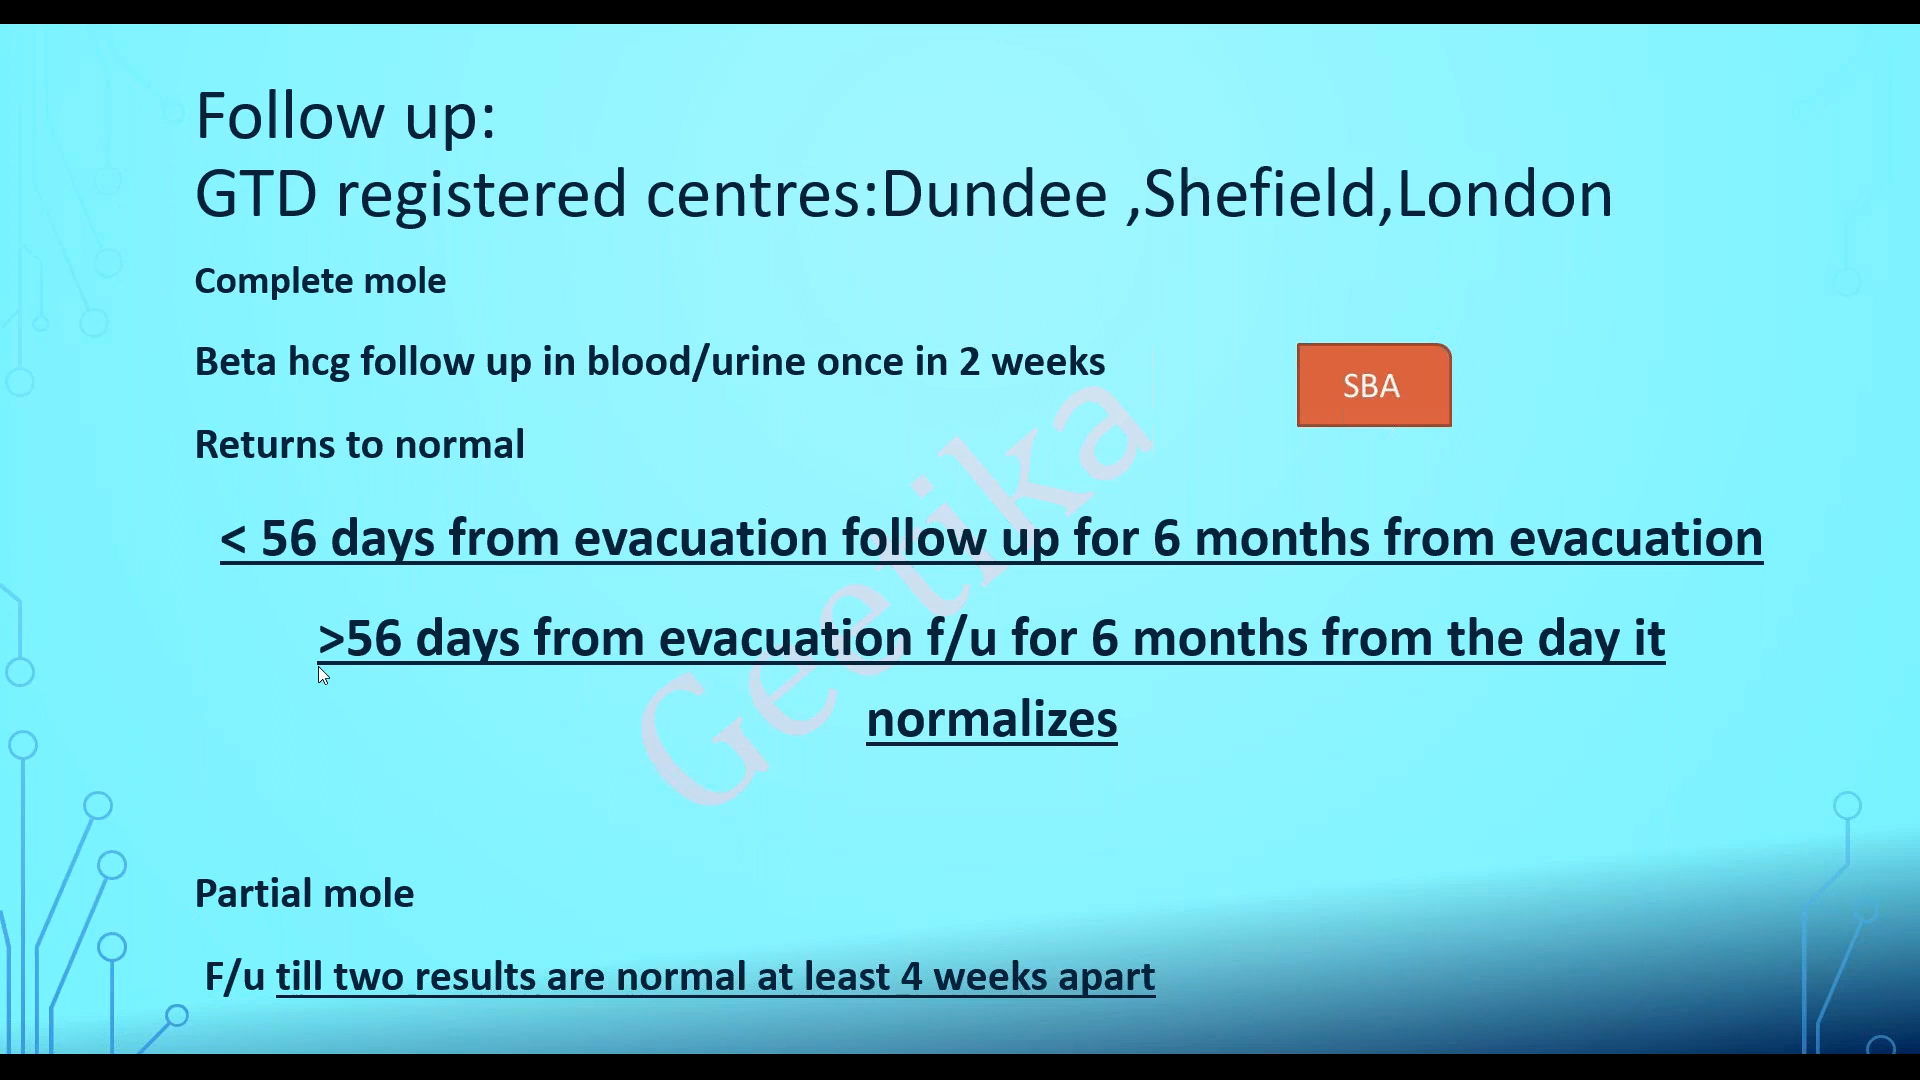 Follow up:
GTD registered centres:Dundee ,Shefield,London
Complete mole
Beta hcg follow up in blood/urine once in 2 weeks
SBA
Returns to normal
< 56 days from evacuation follow up for 6 months from evacuation
>56 days from evacuation f/u for 6 months from the day it
normalizes
Geetika
Partial mole
F/u till two results are normal at least 4 weeks apart